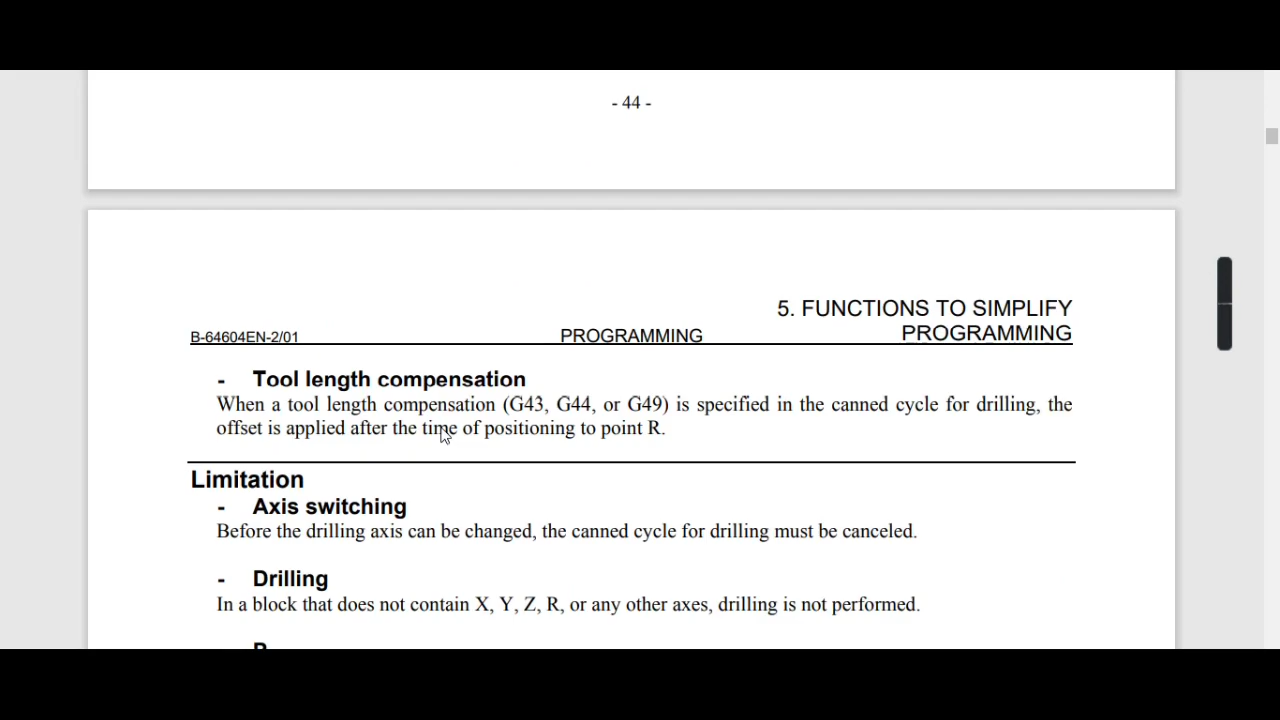 - 44 -
5. FUNCTIONS TO SIMPLIFY
B-64604EN-2/01 PROGRAMMING PROGRAMMING
- Tool length compensation
When a tool length compensation (G43, G44, or G49) is specified in the canned cycle for drilling, the
offset is applied after the time of positioning to point R.
Limitation
- Axis switching
Before the drilling axis can be changed, the canned cycle for drilling must be canceled.
- Drilling
In a block that does not contain X, Y, Z, R, or any other axes, drilling is not performed.